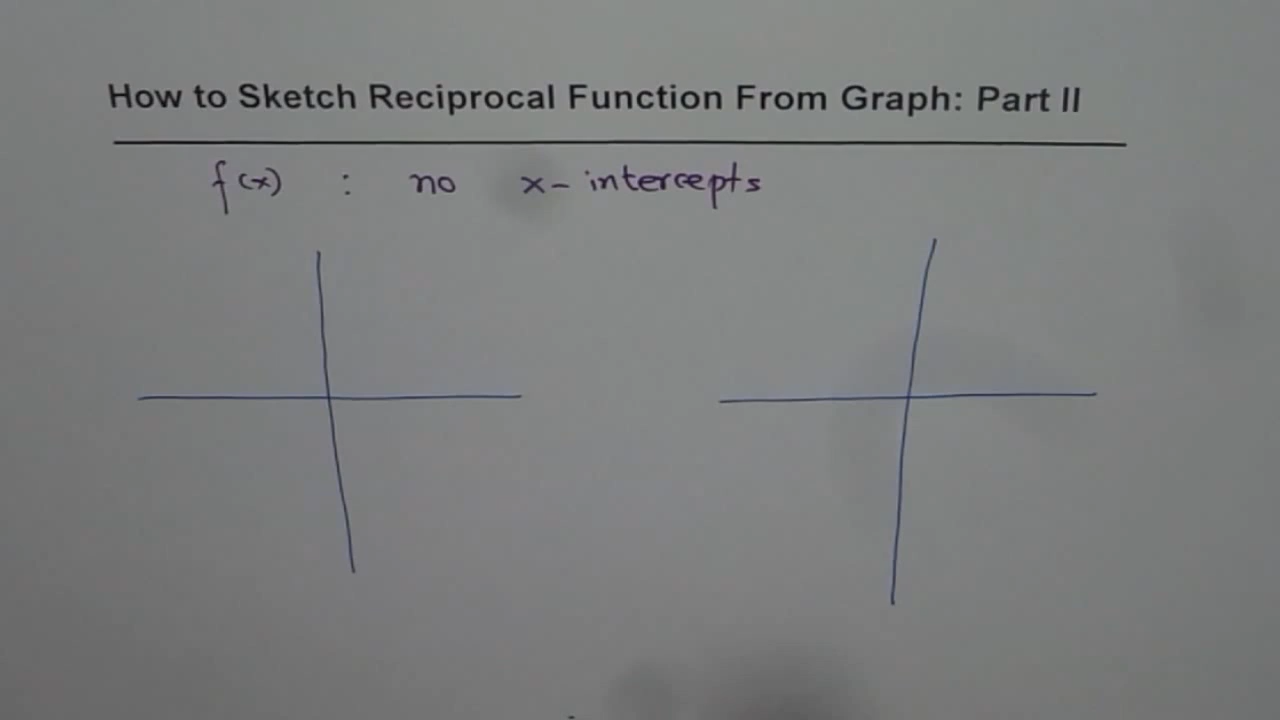 How to Sketch Reciprocal Function From Graph: Part II
f(x) : no x-intercepts